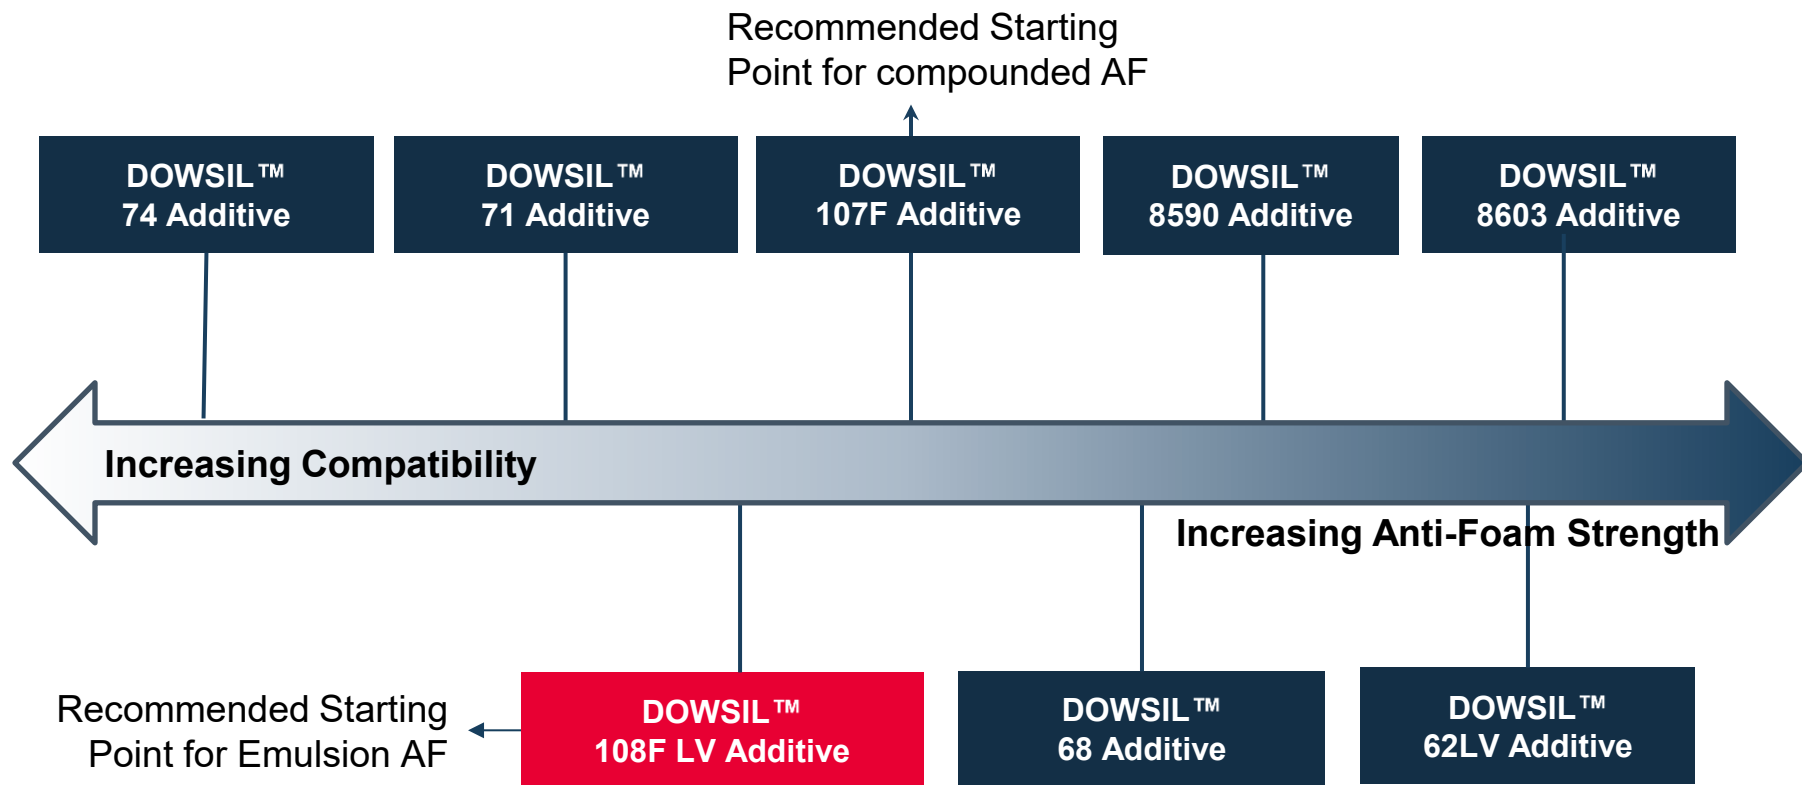 Recommended Starting
Point for compounded AF
DOWSIL™
74 Additive
DOWSIL™
71 Additive
DOWSIL™
107F Additive
DOWSIL™
8590 Additive
DOWSIL™
8603 Additive
Increasing Compatibility
Increasing Anti-Foam Strength
Recommended Starting
Point for Emulsion AF
DOWSIL™
108F LV Additive
DOWSIL™
68 Additive
DOWSIL™
62LV Additive